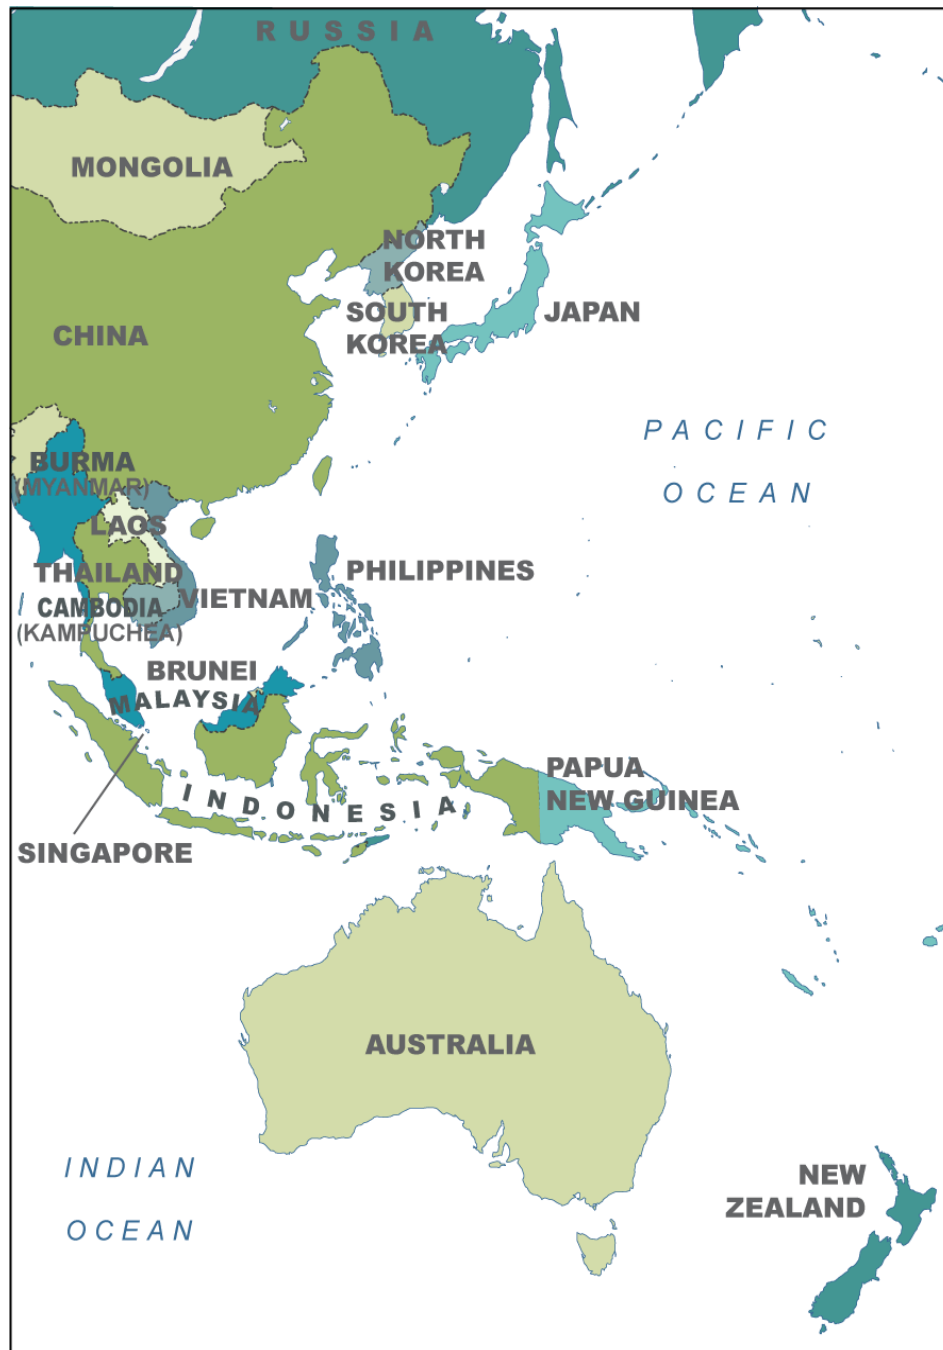 RUSSIA
MONGOLIA
NORTH
KOREA
SOUTH
KOREA
JAPAN
CHINA
PACIFIC
OCEAN
BURMA
(MYANMAR)
LAOS
THAILAND
PHILIPPINES
CAMBODIA
(KAMPUCHEA)
VIETNAM
BRUNEI
MALAYSIA
PAPUA
NEW GUINEA
INDONESIA
SINGAPORE
AUSTRALIA
INDIAN
OCEAN
NEW
ZEALAND